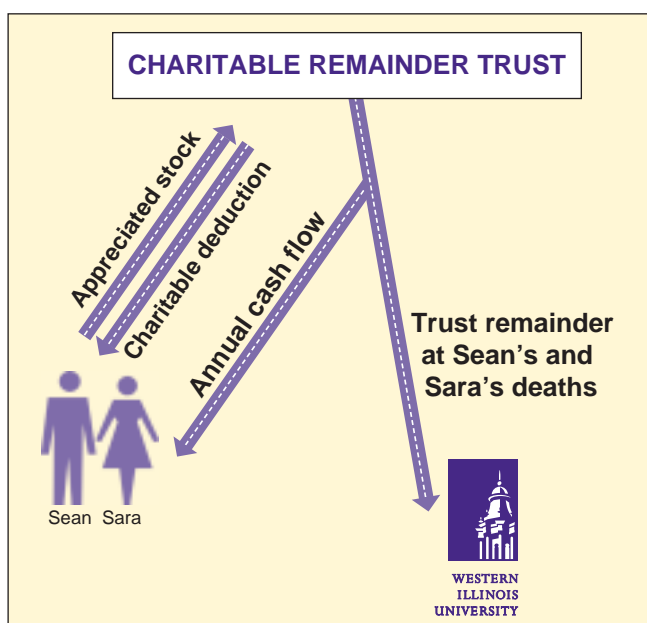 CHARITABLE REMAINDER TRUST
Appreciated stock
Charitable deduction
Annual cash flow
Trust remainder
at Sean’s and
Sara’s deaths
Sean Sara
WESTERN
ILLINOIS
UNIVERSITY